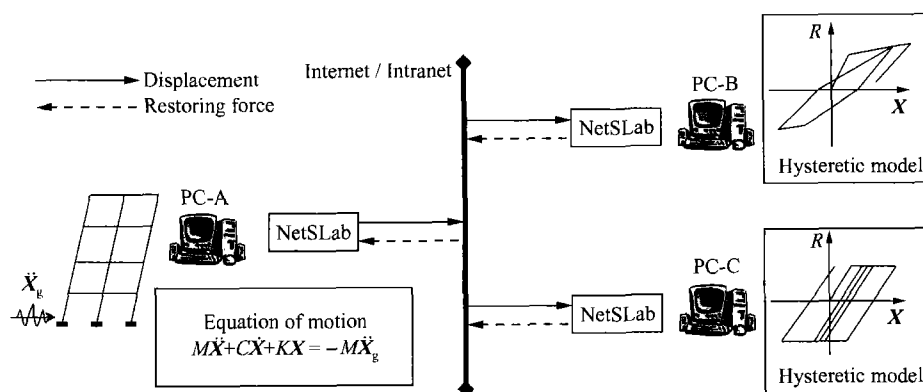 Displacement
Restoring force
Internet / Intranet
PC-B
NetSLab
R
X
Hysteretic model
PC-A
NetSLab
Ẍg
Equation of motion
MẌ+CẊ+KX = −MẌg
PC-C
NetSLab
R
X
Hysteretic model